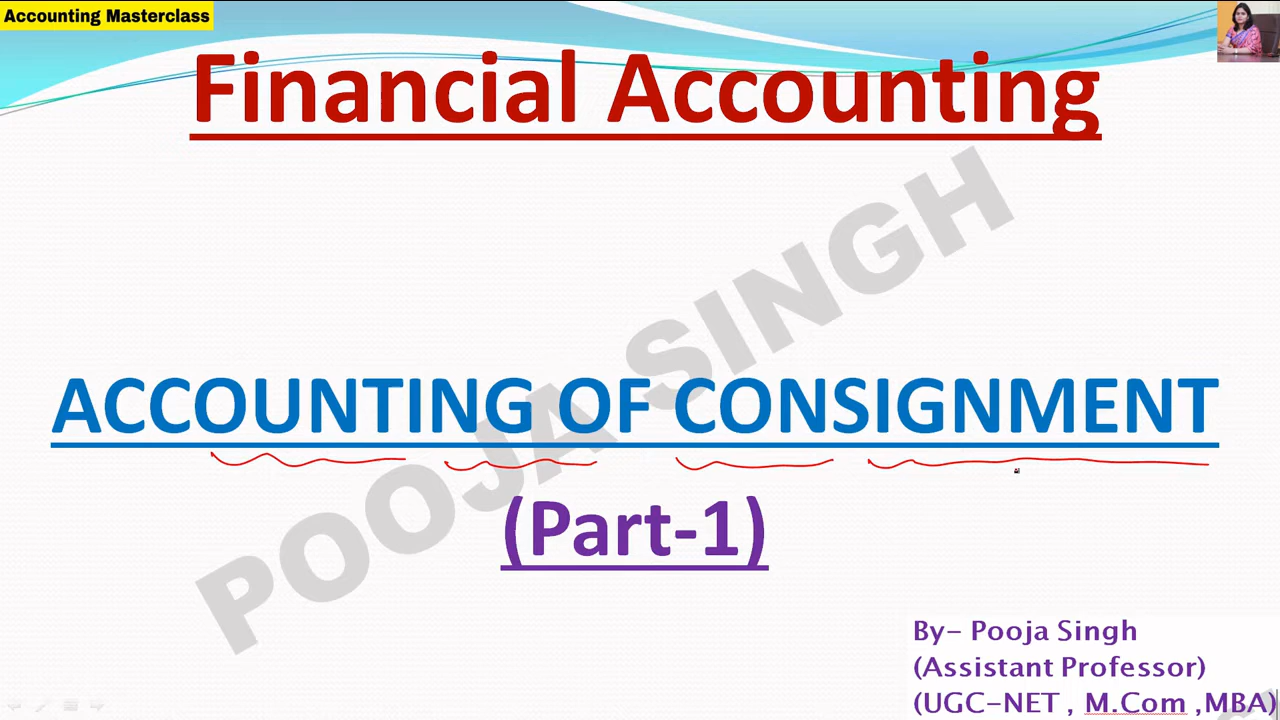 Accounting Masterclass
Financial Accounting
POOJA SINGH
ACCOUNTING OF CONSIGNMENT
(Part-1)
By- Pooja Singh
(Assistant Professor)
(UGC-NET , M.Com ,MBA)